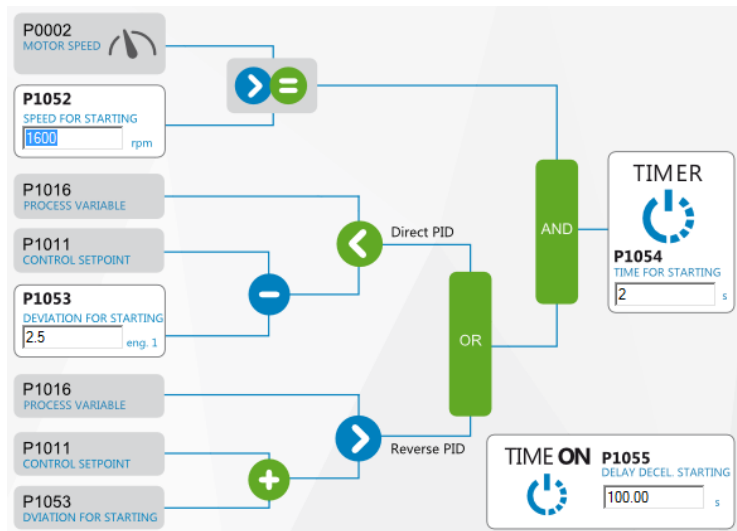 P0002
MOTOR SPEED
P1052
SPEED FOR STARTING
1600 rpm
P1016
PROCESS VARIABLE
P1011
CONTROL SETPOINT
P1053
DEVIATION FOR STARTING
2.5 eng. 1
P1016
PROCESS VARIABLE
P1011
CONTROL SETPOINT
P1053
DVIATION FOR STARTING
> =
<
Direct PID
−
>
Reverse PID
+
OR
AND
TIMER
P1054
TIME FOR STARTING
2 s
TIME ON
P1055
DELAY DECEL. STARTING
100.00 s